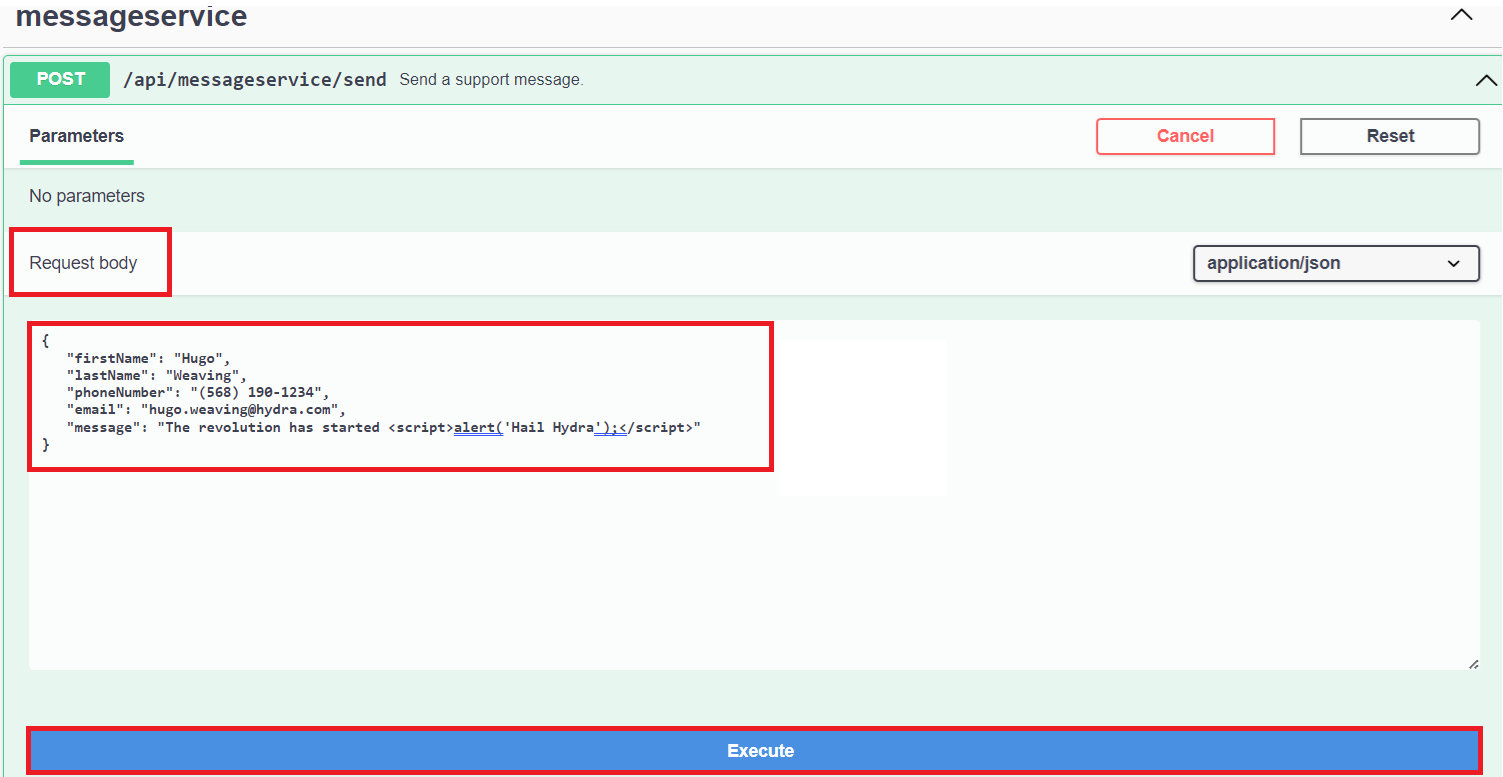 messageservice
POST /api/messageservice/send Send a support message.
Parameters Cancel Reset
No parameters
Request body application/json
{
"firstName": "Hugo",
"lastName": "Weaving",
"phoneNumber": "(568) 190-1234",
"email": "hugo.weaving@hydra.com",
"message": "The revolution has started <script>alert('Hail Hydra');</script>"
}
Execute